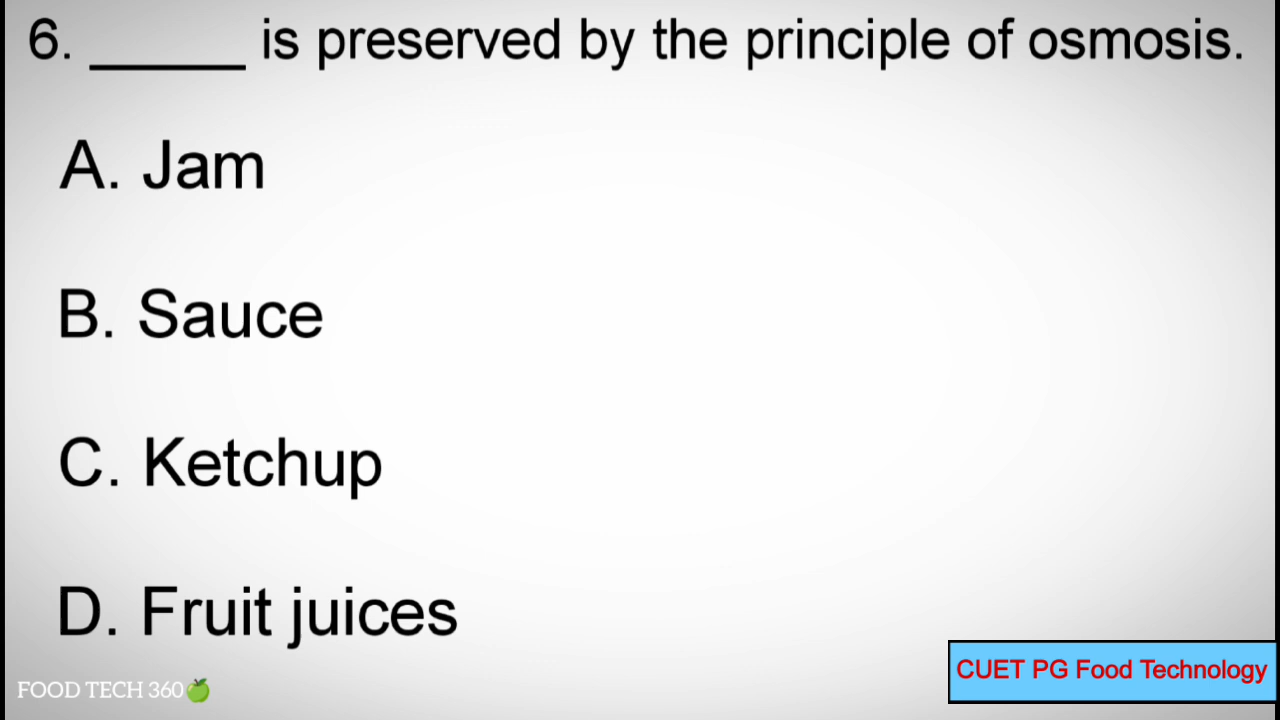 6. _____ is preserved by the principle of osmosis.
A. Jam
B. Sauce
C. Ketchup
D. Fruit juices
FOOD TECH 360🍏
CUET PG Food Technology